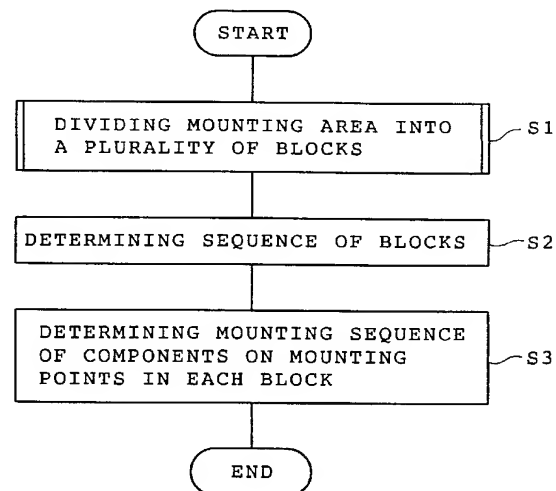 START
DIVIDING MOUNTING AREA INTO
A PLURALITY OF BLOCKS
S1
DETERMINING SEQUENCE OF BLOCKS
S2
DETERMINING MOUNTING SEQUENCE
OF COMPONENTS ON MOUNTING
POINTS IN EACH BLOCK
S3
END